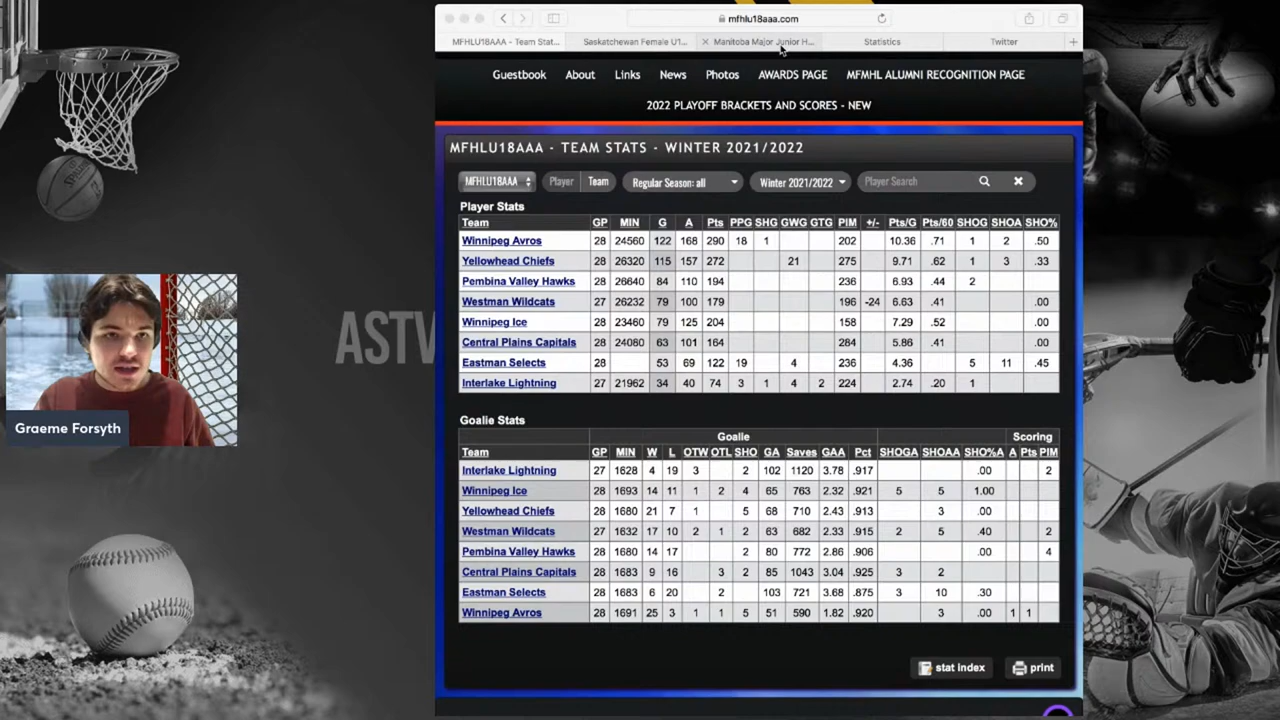 mfhlu18aaa.com
MFHLU18AAA - Team Stat... Saskatchewan Female U1... Manitoba Major Junior H... Statistics Twitter
Guestbook About Links News Photos AWARDS PAGE MFMHL ALUMNI RECOGNITION PAGE
2022 PLAYOFF BRACKETS AND SCORES - NEW
MFHLU18AAA - TEAM STATS - WINTER 2021/2022
MFHLU18AAA Player Team Regular Season: all Winter 2021/2022 Player Search
Player Stats
Team GP MIN G A Pts PPG SHG GWG GTG PIM +/- Pts/G Pts/60 SHOG SHOA SHO%
Winnipeg Avros 28 24560 122 168 290 18 1 202 10.36 .71 1 2 .50
Yellowhead Chiefs 28 26320 115 157 272 21 275 9.71 .62 1 3 .33
Pembina Valley Hawks 28 26640 84 110 194 236 6.93 .44 2
Westman Wildcats 27 26232 79 100 179 196 -24 6.63 .41 .00
Winnipeg Ice 28 23460 79 125 204 158 7.29 .52 .00
Central Plains Capitals 28 24080 63 101 164 284 5.86 .41 .00
Eastman Selects 28 53 69 122 19 4 236 4.36 5 11 .45
Interlake Lightning 27 21962 34 40 74 3 1 4 2 224 2.74 .20 1
Goalie Stats
Goalie Scoring
Team GP MIN W L OTW OTL SHO GA Saves GAA Pct SHOGA SHOAA SHO%A A Pts PIM
Interlake Lightning 27 1628 4 19 3 2 102 1120 3.78 .917 .00 2
Winnipeg Ice 28 1693 14 11 1 2 4 65 763 2.32 .921 5 5 1.00
Yellowhead Chiefs 28 1680 21 7 1 5 68 710 2.43 .913 3 .00
Westman Wildcats 27 1632 17 10 2 1 2 63 682 2.33 .915 2 5 .40 2
Pembina Valley Hawks 28 1680 14 17 2 80 772 2.86 .906 .00 4
Central Plains Capitals 28 1683 9 16 3 2 85 1043 3.04 .925 3 2
Eastman Selects 28 1683 6 20 2 103 721 3.68 .875 3 10 .30
Winnipeg Avros 28 1691 25 3 1 1 5 51 590 1.82 .920 3 .00 1 1
stat index print
Graeme Forsyth